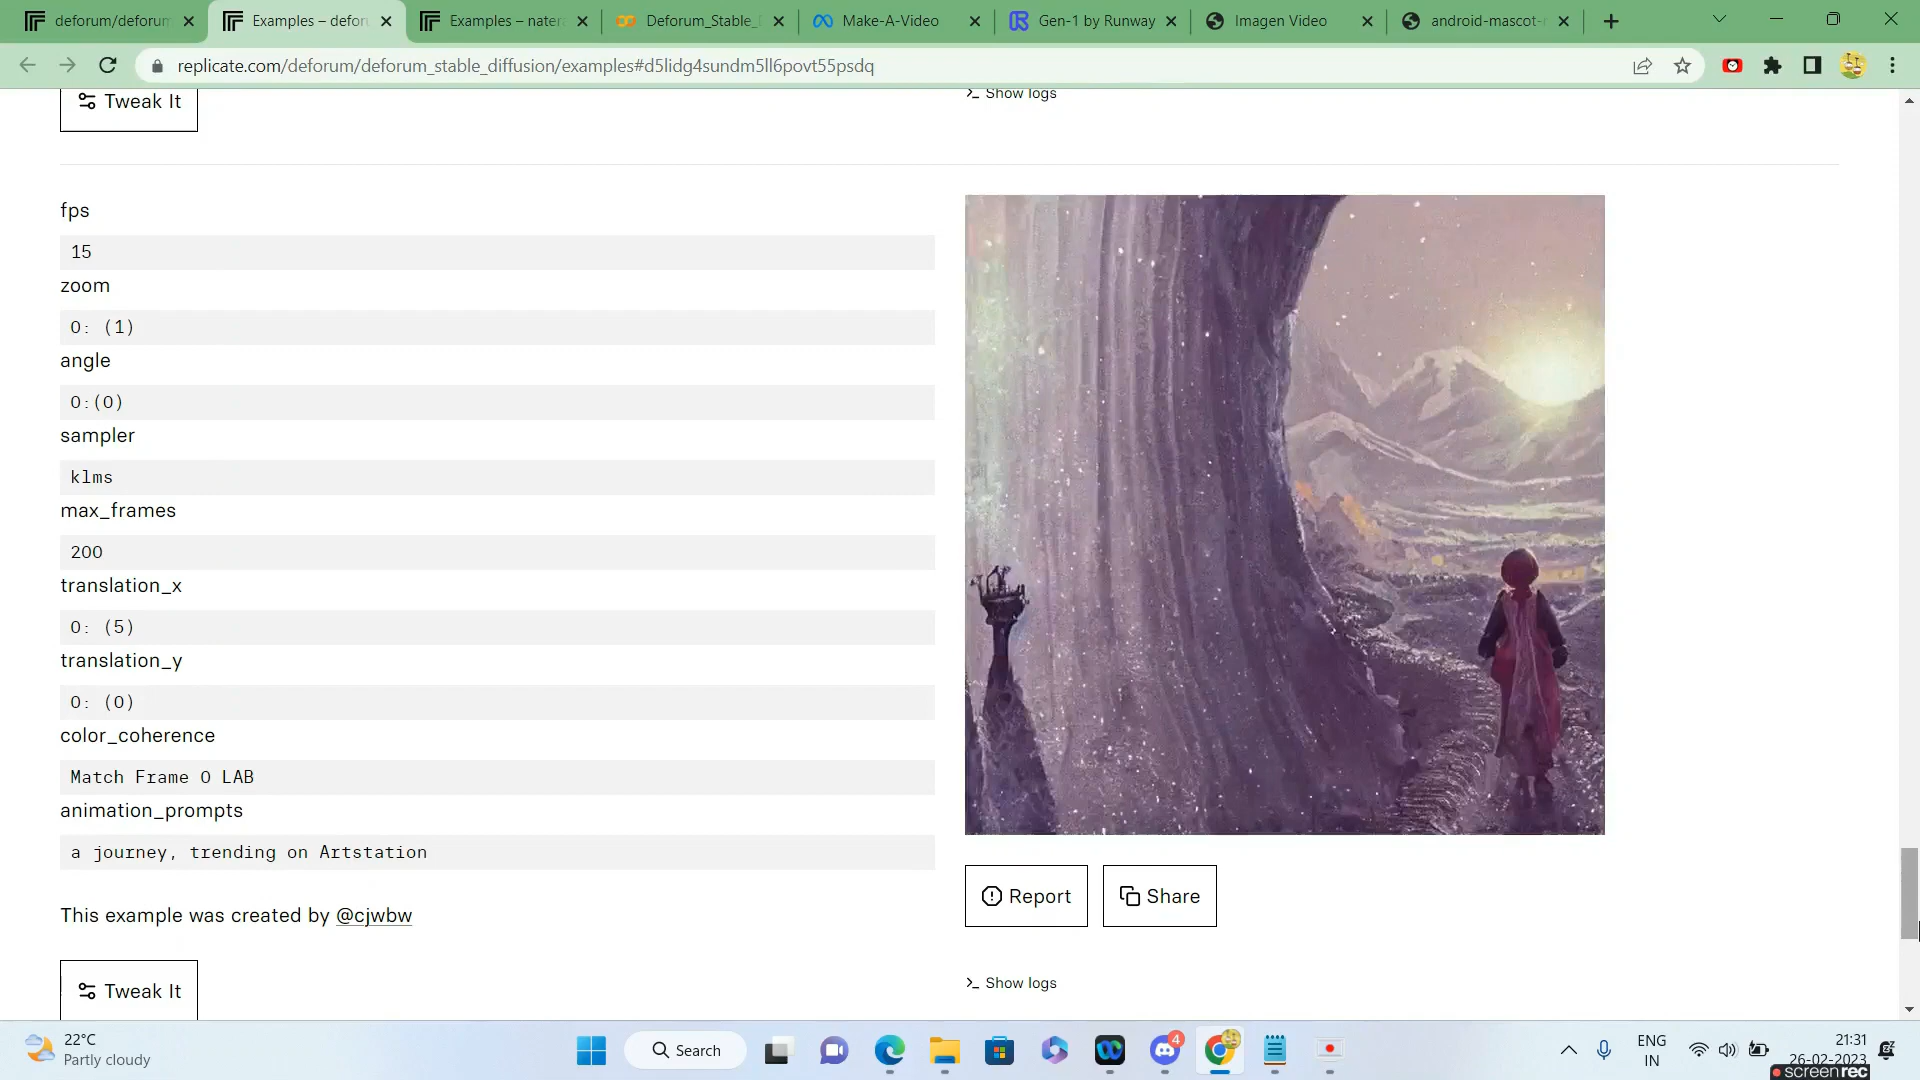 deforum/deforum
Examples – defor
Examples – nater
Deforum_Stable_
Make-A-Video
Gen-1 by Runway
Imagen Video
android-mascot-
replicate.com/deforum/deforum_stable_diffusion/examples#d5lidg4sundm5ll6povt55psdq
Tweak It
>_ Show logs
fps
15
zoom
0: (1)
angle
0:(0)
sampler
klms
max_frames
200
translation_x
0: (5)
translation_y
0: (0)
color_coherence
Match Frame 0 LAB
animation_prompts
a journey, trending on Artstation
This example was created by @cjwbw
Report
Share
Tweak It
>_ Show logs
22°C
Partly cloudy
Search
4
ENG
IN
21:31
26-02-2023
screenrec